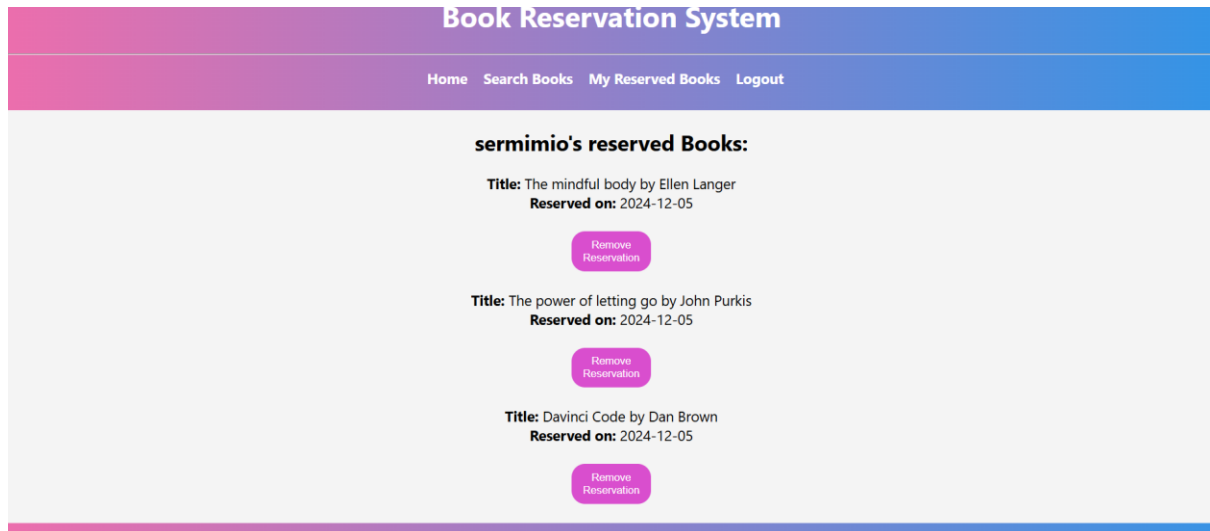 Book Reservation System
Home Search Books My Reserved Books Logout
sermimio's reserved Books:
Title: The mindful body by Ellen Langer
Reserved on: 2024-12-05
Remove
Reservation
Title: The power of letting go by John Purkis
Reserved on: 2024-12-05
Remove
Reservation
Title: Davinci Code by Dan Brown
Reserved on: 2024-12-05
Remove
Reservation